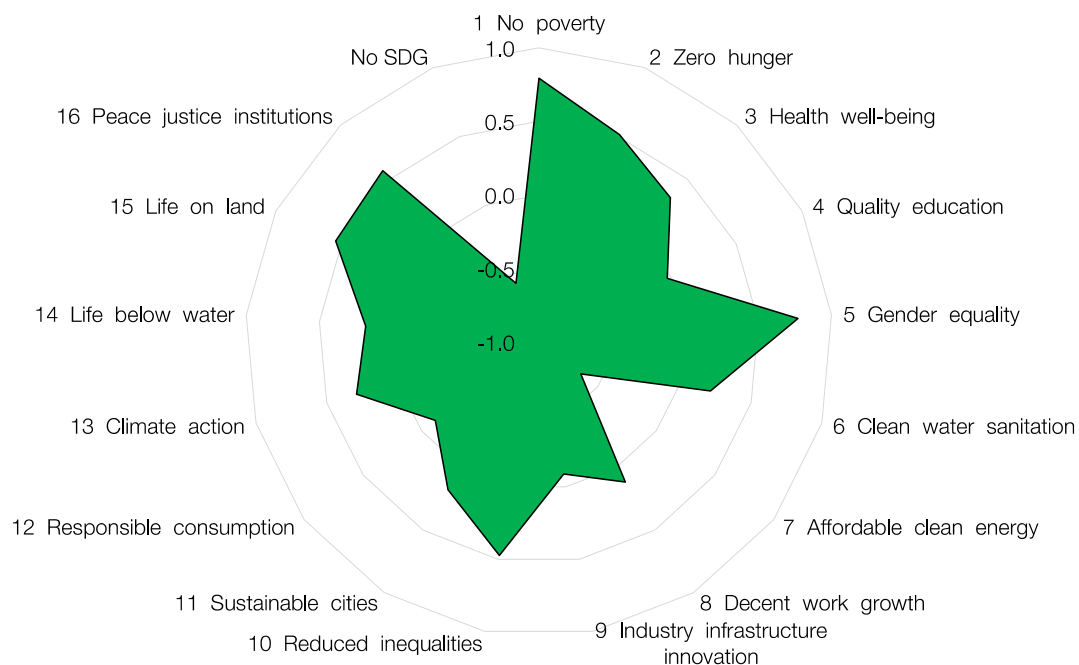 1 No poverty
2 Zero hunger
3 Health well-being
4 Quality education
5 Gender equality
6 Clean water sanitation
7 Affordable clean energy
8 Decent work growth
9 Industry infrastructure
innovation
10 Reduced inequalities
11 Sustainable cities
12 Responsible consumption
13 Climate action
14 Life below water
15 Life on land
16 Peace justice institutions
No SDG
1.0
0.5
0.0
-0.5
-1.0